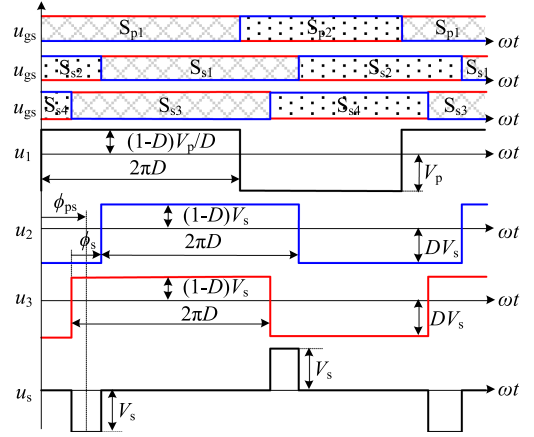 u_gs S_p1 S_p2 S_p1 ωt
u_gs S_s2 S_s1 S_s2 S_s1 ωt
u_gs S_s4 S_s3 S_s4 S_s3 ωt
u_1 (1-D)V_p/D ωt
2πD V_p
ϕ_ps
u_2 (1-D)V_s ωt
ϕ_s 2πD DV_s
u_3 (1-D)V_s ωt
2πD DV_s
u_s V_s V_s ωt